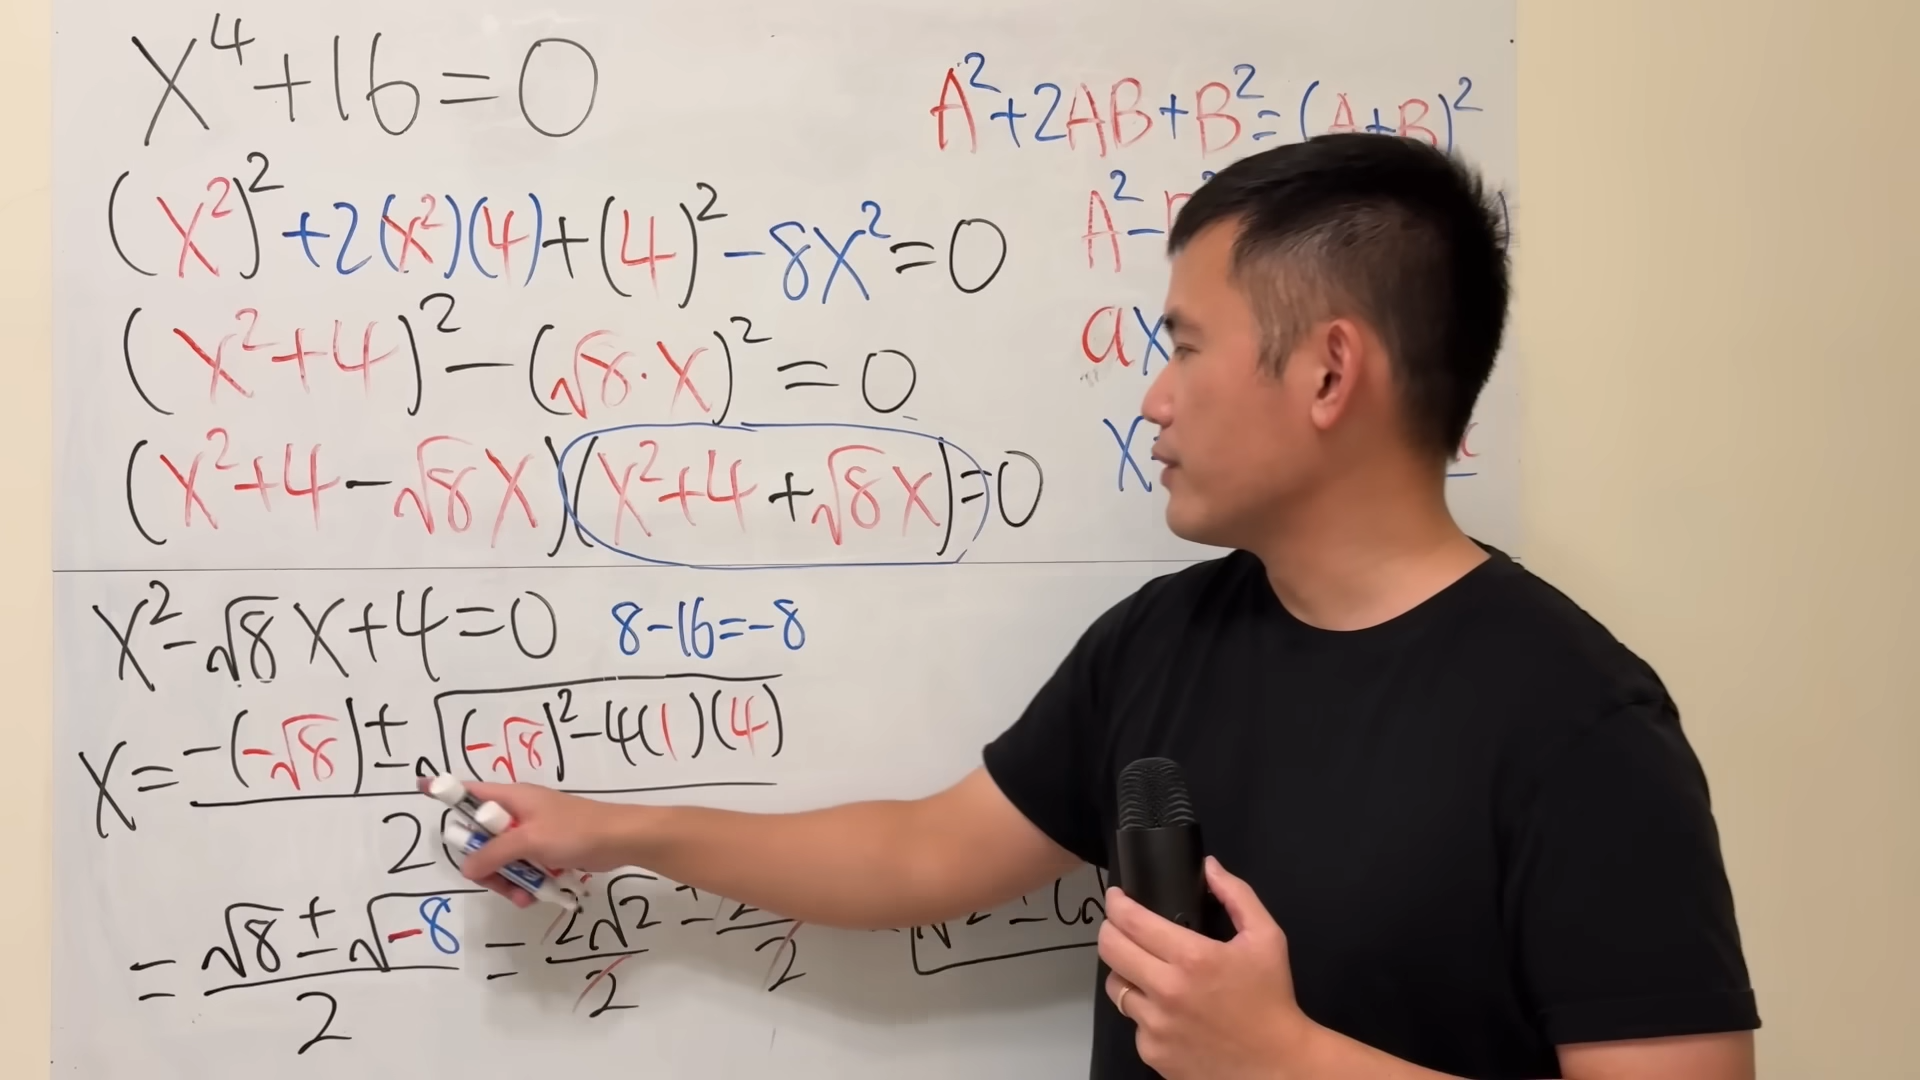 X⁴+16=0
A²+2AB+B²=(A+B)²
(X²)²+2(X²)(4)+(4)²-8X²=0
A²-
(X²+4)²-(√8·X)²=0
aX
(X²+4-√8X)(X²+4+√8X)=0
X
X²-√8X+4=0 8-16=-8
X=-(-√8)±√(-√8)²-4(1)(4)
2(
=√8±√-8/2=2√2/2±2/2